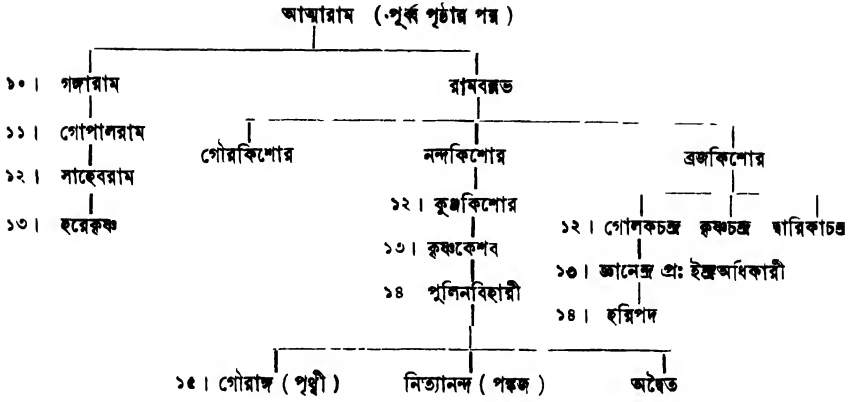 আত্মারাম (পূর্ব্ব পৃষ্ঠার পর)
১০। গঙ্গারাম রামবল্লভ
১১। গোপালরাম
গৌরকিশোর নন্দকিশোর ব্রজকিশোর
১২। সাহেবরাম
১২। কুঞ্জকিশোর
১৩। হরেকৃষ্ণ
১২। গোলকচন্দ্র কৃষ্ণচন্দ্র দ্বারিকাচন্দ্র
১৩। কৃষ্ণকেশব
১৩। জ্ঞানেন্দ্র প্রঃ ইন্দ্রঅধিকারী
১৪ পুলিনবিহারী
১৪। হরিপদ
১৫। গৌরাঙ্গ (পৃথ্বী) নিত্যানন্দ (পঙ্কজ) অদ্বৈত